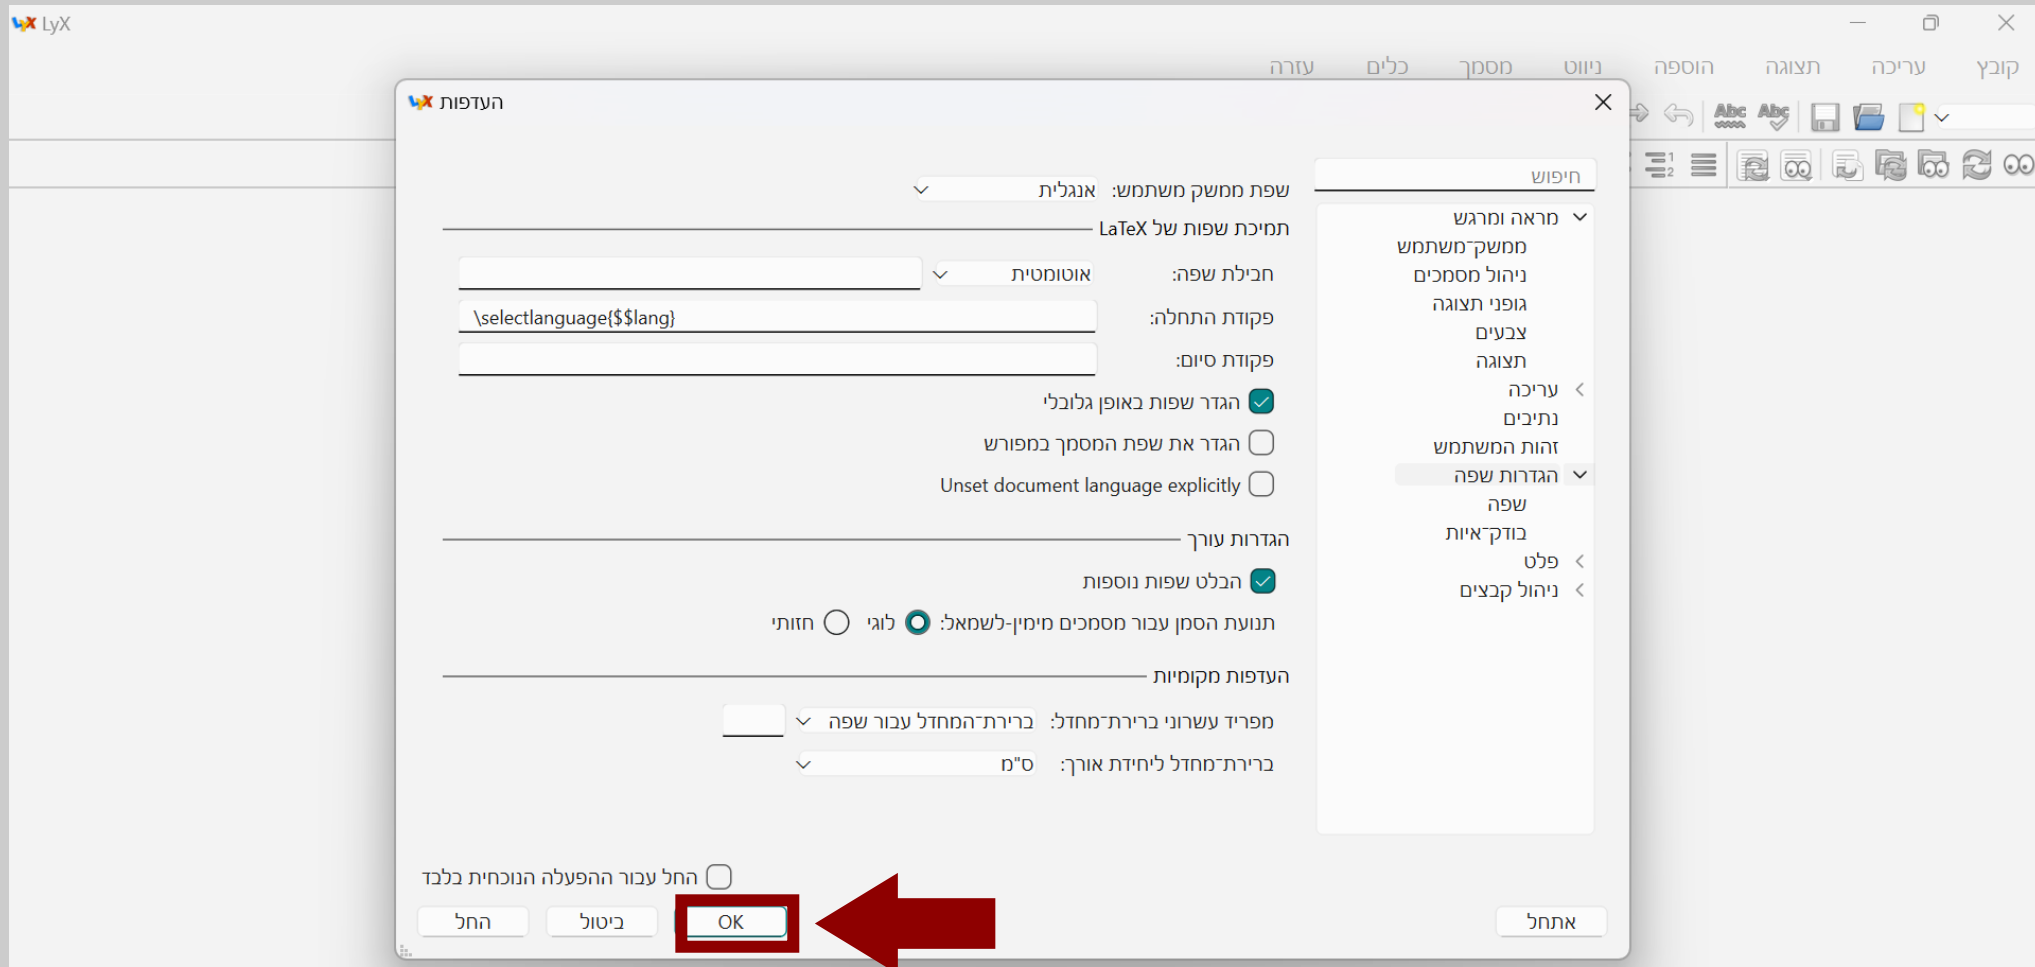 LyX
קובץ עריכה תצוגה הוספה ניווט מסמך כלים עזרה
העדפות
Abc Abc
חיפוש
מראה ומרגש
ממשק־משתמש
ניהול מסמכים
גופני תצוגה
צבעים
תצוגה
עריכה
נתיבים
זהות המשתמש
הגדרות שפה
שפה
בודק־איות
פלט
ניהול קבצים
שפת ממשק משתמש: אנגלית
תמיכת שפות של LaTeX
חבילת שפה: אוטומטית
פקודת התחלה: \selectlanguage{$$lang}
פקודת סיום:
הגדר שפות באופן גלובלי
הגדר את שפת המסמך במפורש
Unset document language explicitly
הגדרות עורך
הבלט שפות נוספות
תנועת הסמן עבור מסמכים מימין-לשמאל: לוגי חזותי
העדפות מקומיות
מפריד עשרוני ברירת־מחדל: ברירת־המחדל עבור שפה
ברירת־מחדל ליחידת אורך: ס"מ
החל עבור ההפעלה הנוכחית בלבד
אתחל OK ביטול החל